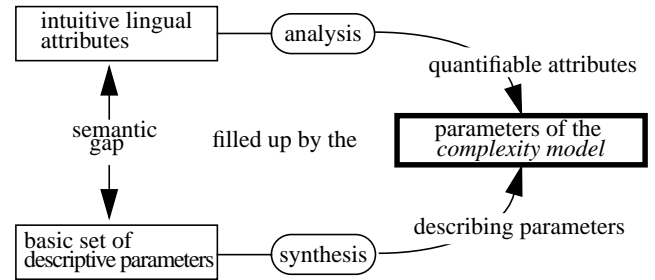 intuitive lingual
attributes
analysis
quantifiable attributes
semantic
gap
filled up by the
parameters of the
complexity model
basic set of
descriptive parameters
synthesis
describing parameters